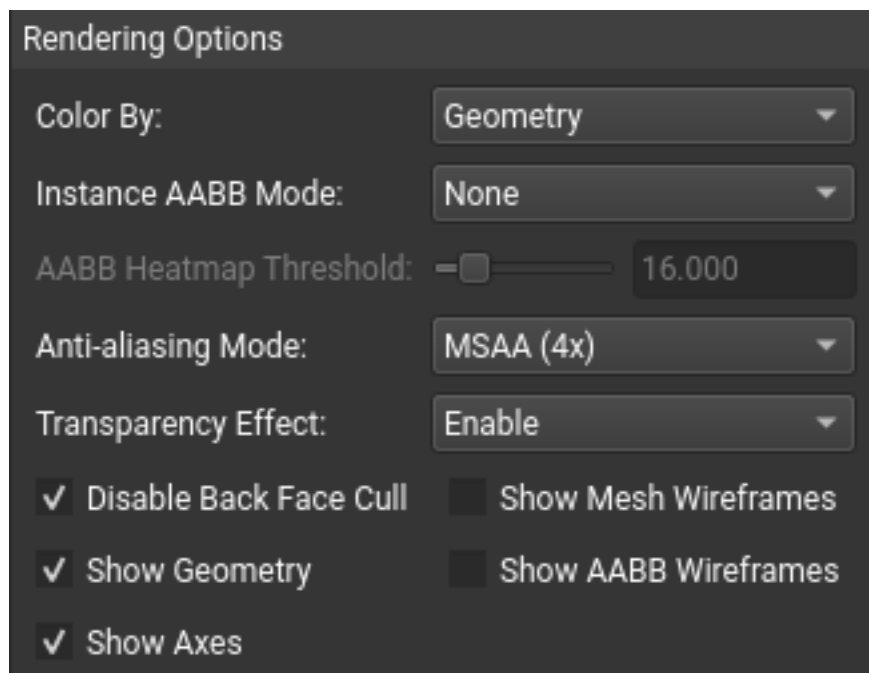 Rendering Options
Color By: Geometry
Instance AABB Mode: None
AABB Heatmap Threshold: 16.000
Anti-aliasing Mode: MSAA (4x)
Transparency Effect: Enable
Disable Back Face Cull Show Mesh Wireframes
Show Geometry Show AABB Wireframes
Show Axes